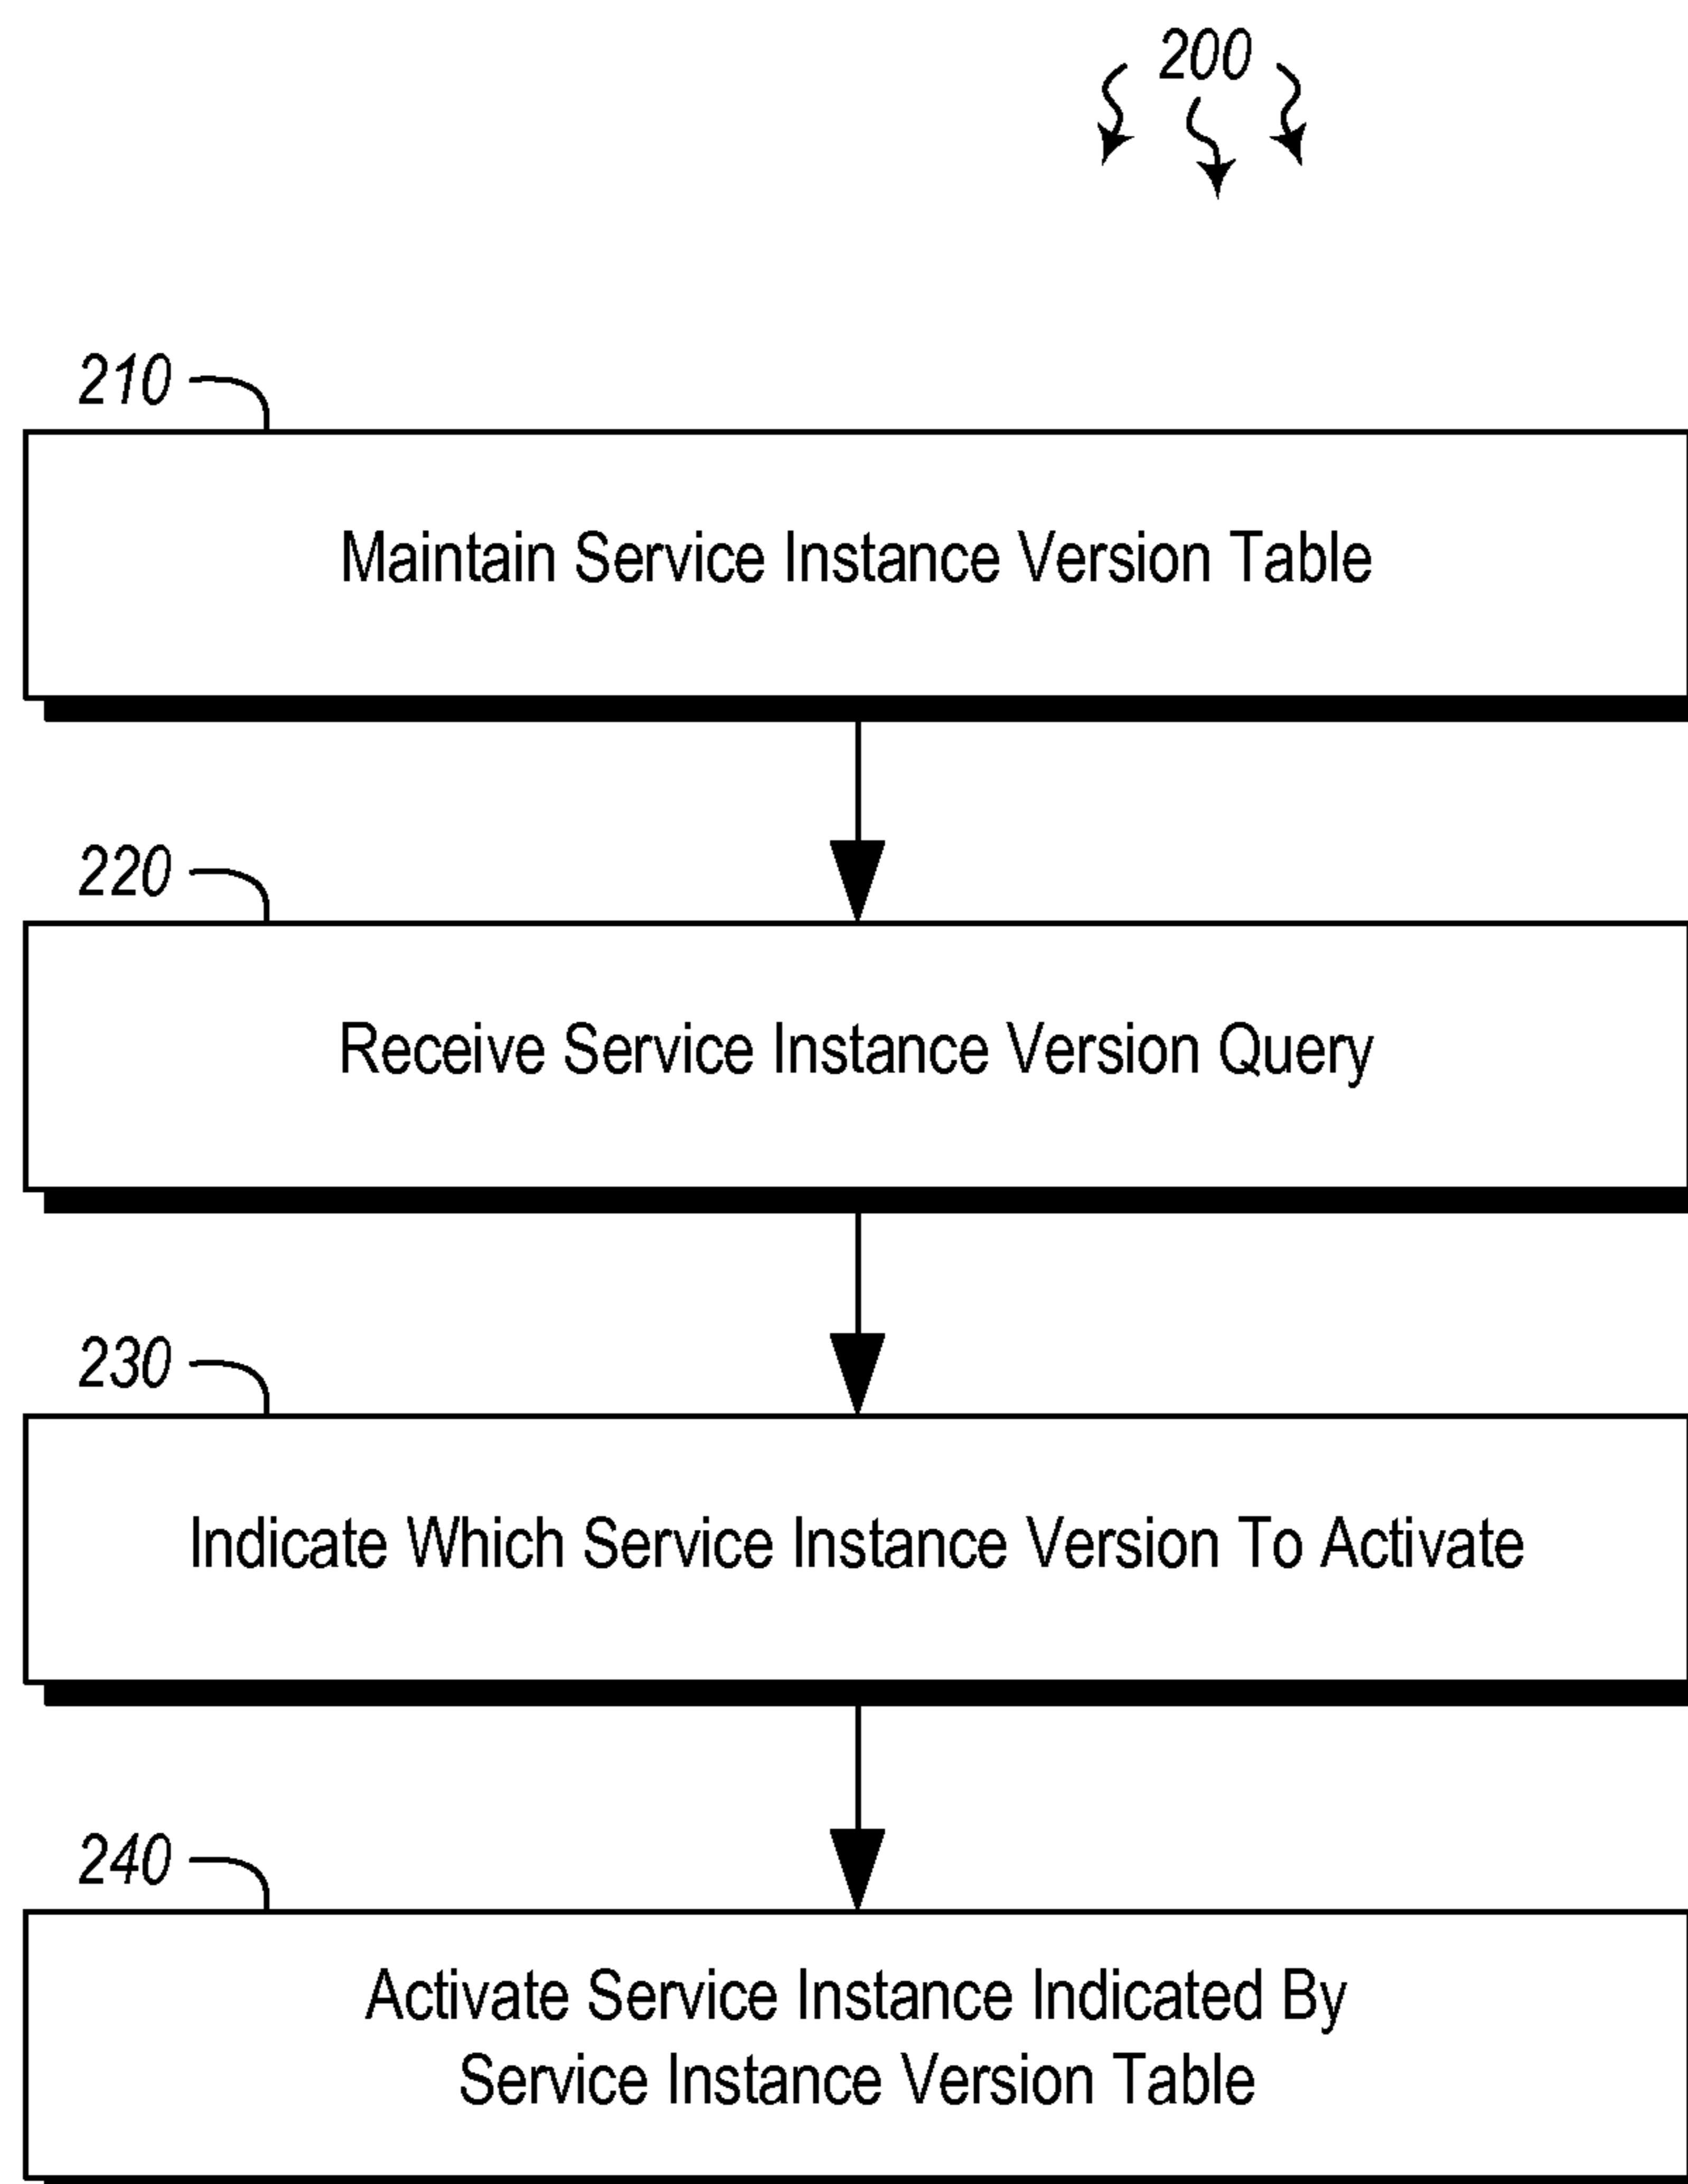 200
210
Maintain Service Instance Version Table
220
Receive Service Instance Version Query
230
Indicate Which Service Instance Version To Activate
240
Activate Service Instance Indicated By
Service Instance Version Table